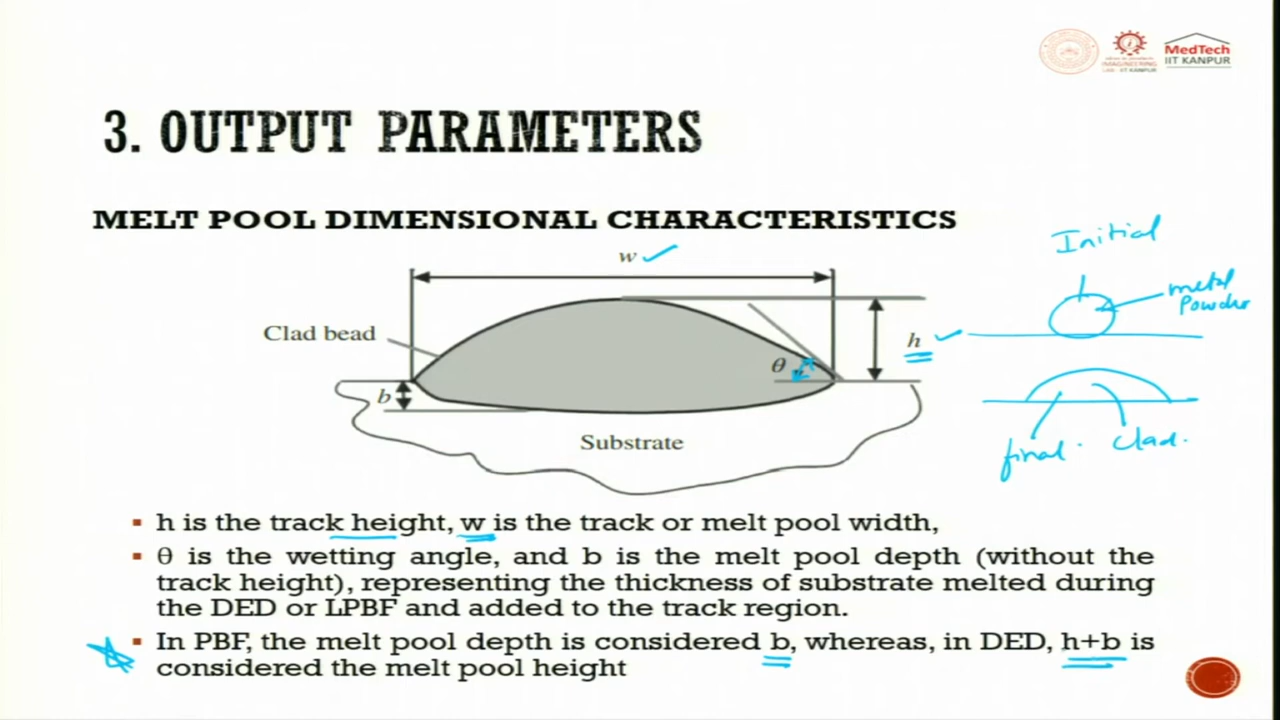 MedTech
IMAGINEERING
LAB - IIT KANPUR
IIT KANPUR
3. OUTPUT PARAMETERS
MELT POOL DIMENSIONAL CHARACTERISTICS
Initial
w
metal
Powder
Clad bead
h
θ
b
Substrate
final.
clad.
▪ h is the track height, w is the track or melt pool width,
▪ θ is the wetting angle, and b is the melt pool depth (without the
track height), representing the thickness of substrate melted during
the DED or LPBF and added to the track region.
▪ In PBF, the melt pool depth is considered b, whereas, in DED, h+b is
considered the melt pool height